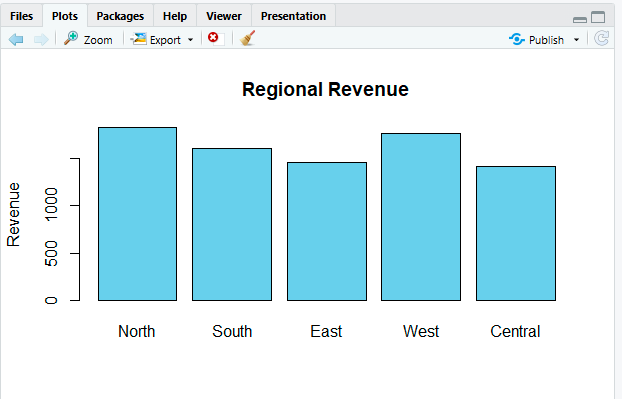 Files Plots Packages Help Viewer Presentation
Zoom Export Publish
Regional Revenue
Revenue
1000
500
0
North South East West Central